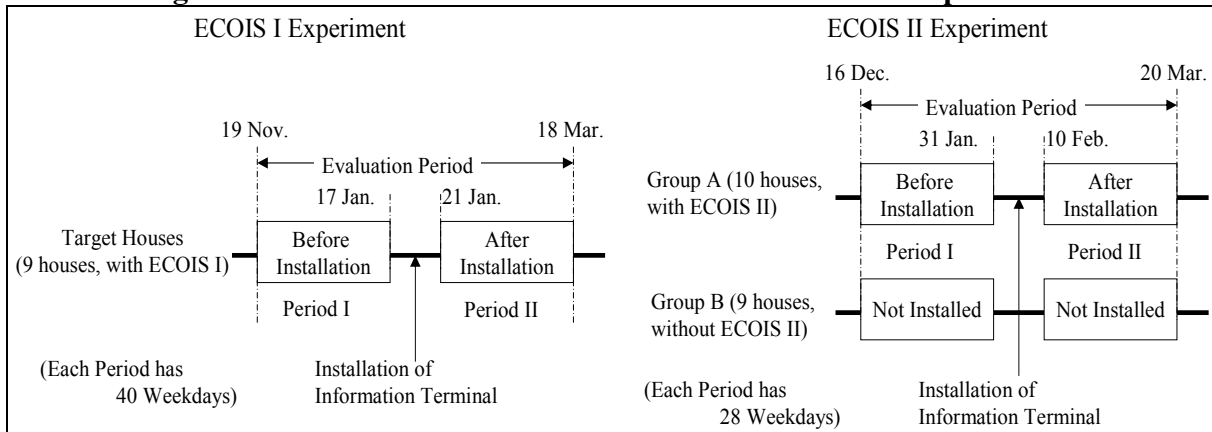 ECOIS I Experiment
19 Nov.
18 Mar.
Evaluation Period
17 Jan.
21 Jan.
Target Houses
(9 houses, with ECOIS I)
Before
Installation
After
Installation
Period I
Period II
(Each Period has
40 Weekdays)
Installation of
Information Terminal
ECOIS II Experiment
16 Dec.
20 Mar.
Evaluation Period
31 Jan.
10 Feb.
Group A (10 houses,
with ECOIS II)
Before
Installation
After
Installation
Period I
Period II
Group B (9 houses,
without ECOIS II)
Not Installed
Not Installed
(Each Period has
28 Weekdays)
Installation of
Information Terminal